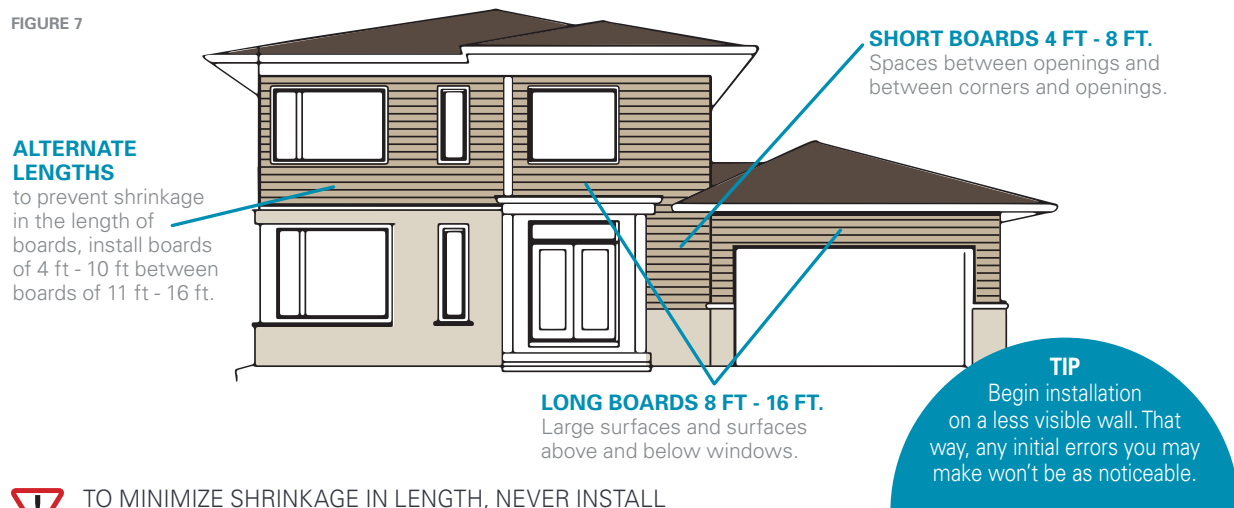 FIGURE 7
SHORT BOARDS 4 FT - 8 FT.
Spaces between openings and
between corners and openings.
ALTERNATE
LENGTHS
to prevent shrinkage
in the length of
boards, install boards
of 4 ft - 10 ft between
boards of 11 ft - 16 ft.
LONG BOARDS 8 FT - 16 FT.
Large surfaces and surfaces
above and below windows.
TIP
Begin installation
on a less visible wall. That
way, any initial errors you may
make won’t be as noticeable.
TO MINIMIZE SHRINKAGE IN LENGTH, NEVER INSTALL